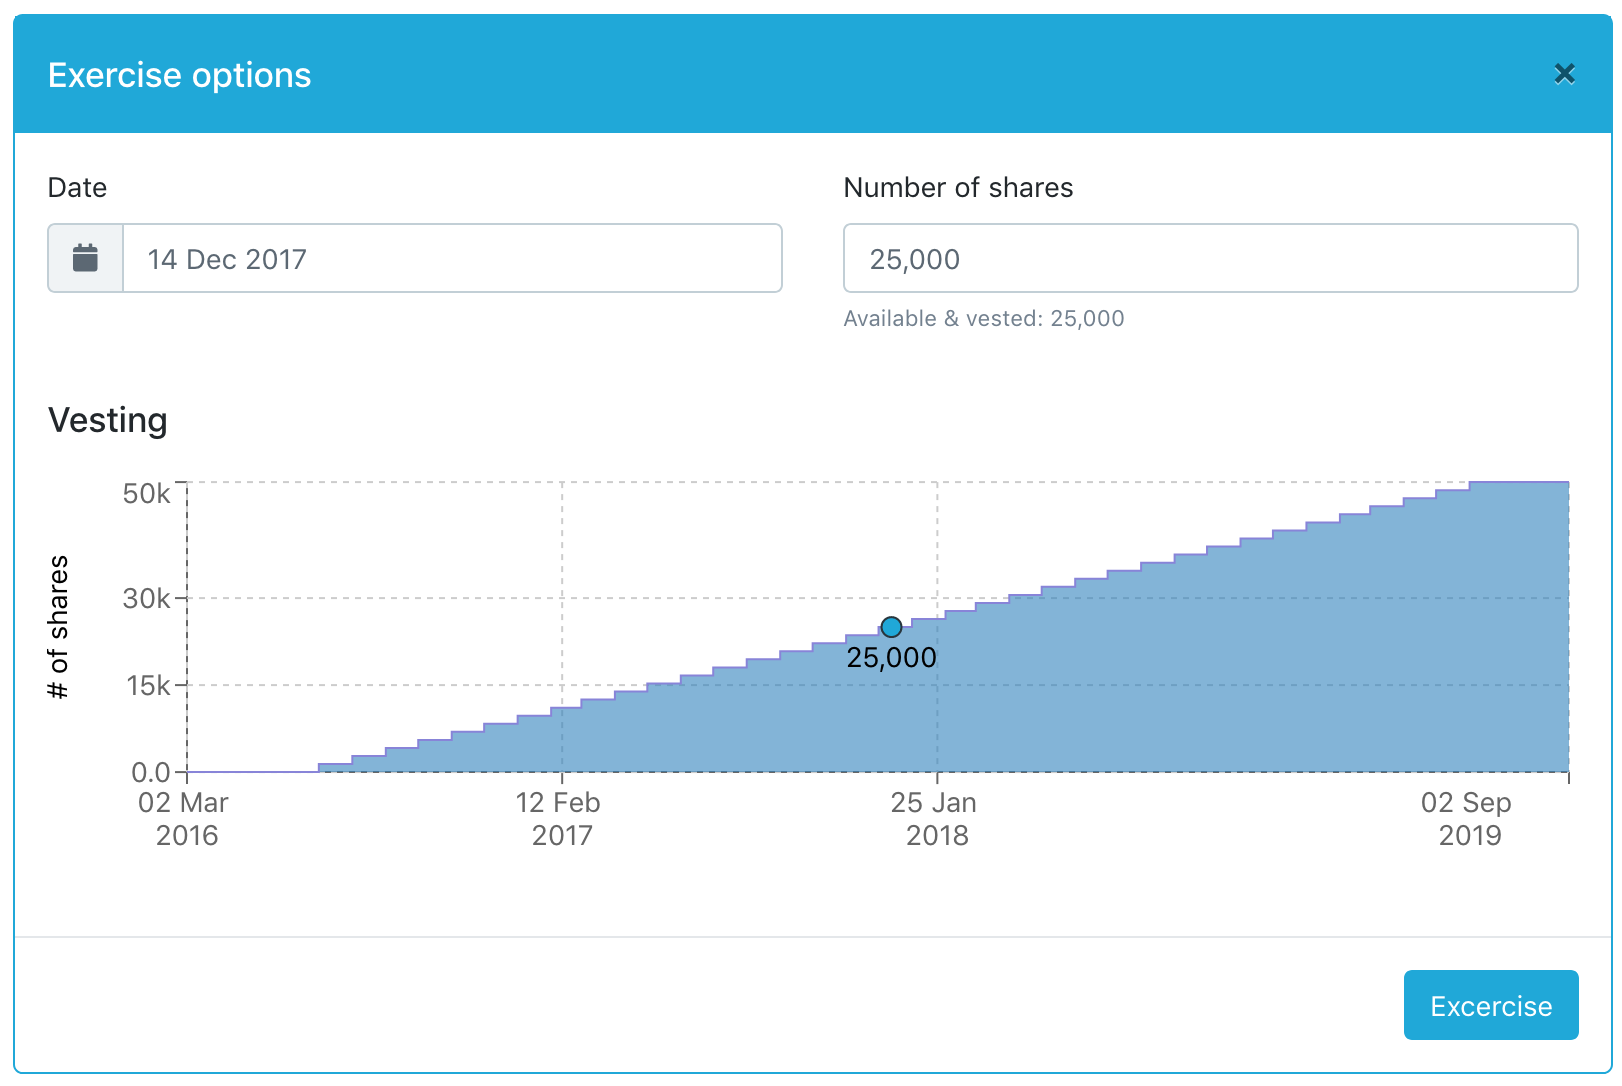 Exercise options
Date
Number of shares
14 Dec 2017
25,000
Available & vested: 25,000
Vesting
# of shares
50k
30k
15k
0.0
25,000
02 Mar
2016
12 Feb
2017
25 Jan
2018
02 Sep
2019
Excercise